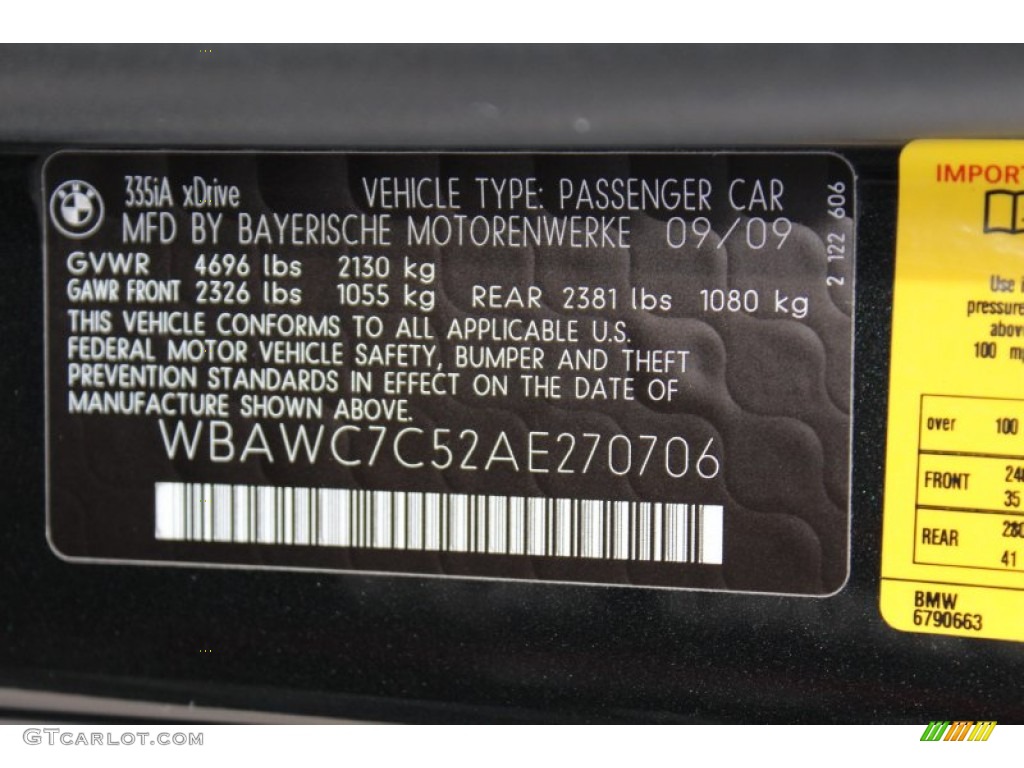 335iA xDrive VEHICLE TYPE: PASSENGER CAR
MFD BY BAYERISCHE MOTORENWERKE 09/09
GVWR 4696 lbs 2130 kg
GAWR FRONT 2326 lbs 1055 kg REAR 2381 lbs 1080 kg
THIS VEHICLE CONFORMS TO ALL APPLICABLE U.S.
FEDERAL MOTOR VEHICLE SAFETY, BUMPER AND THEFT
PREVENTION STANDARDS IN EFFECT ON THE DATE OF
MANUFACTURE SHOWN ABOVE.
WBAWC7C52AE270706
2 122 606
IMPORT
Use
pressure
above
100
over 100
FRONT 240
35
REAR
41
BMW
6790663
GTcarlot.com